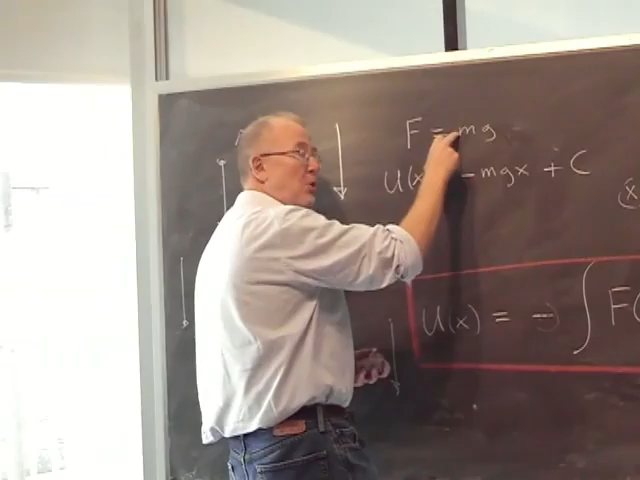 F = mg
U(x) - mgx + C
(x
U(x) = - ∫ F(